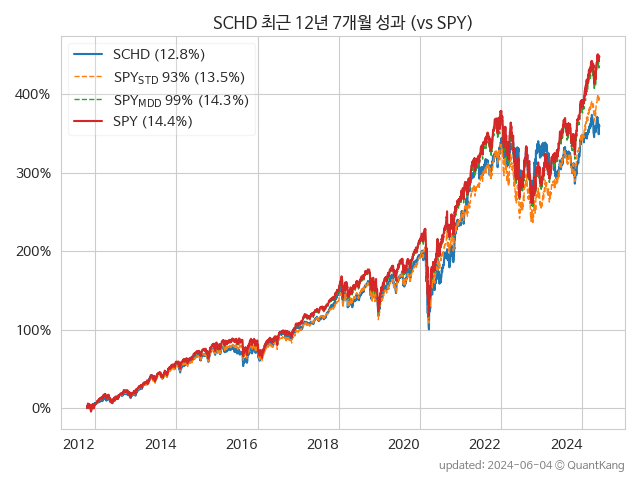 SCHD 최근 12년 7개월 성과 (vs SPY)
SCHD (12.8%)
SPY_STD 93% (13.5%)
SPY_MDD 99% (14.3%)
SPY (14.4%)
400%
300%
200%
100%
0%
2012 2014 2016 2018 2020 2022 2024
updated: 2024-06-04 © QuantKang